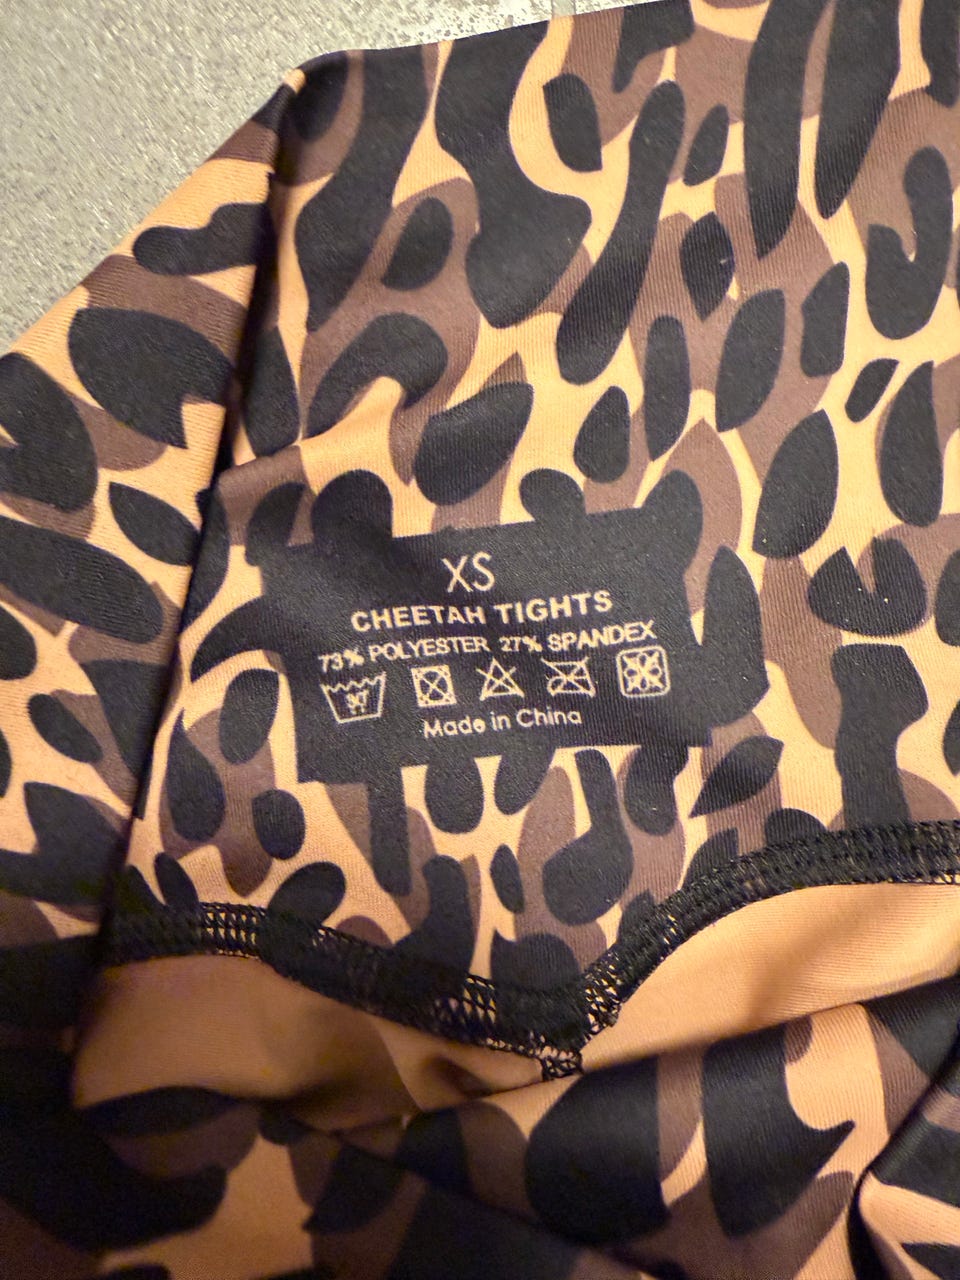 XS
CHEETAH TIGHTS
73% POLYESTER 27% SPANDEX
Made in China